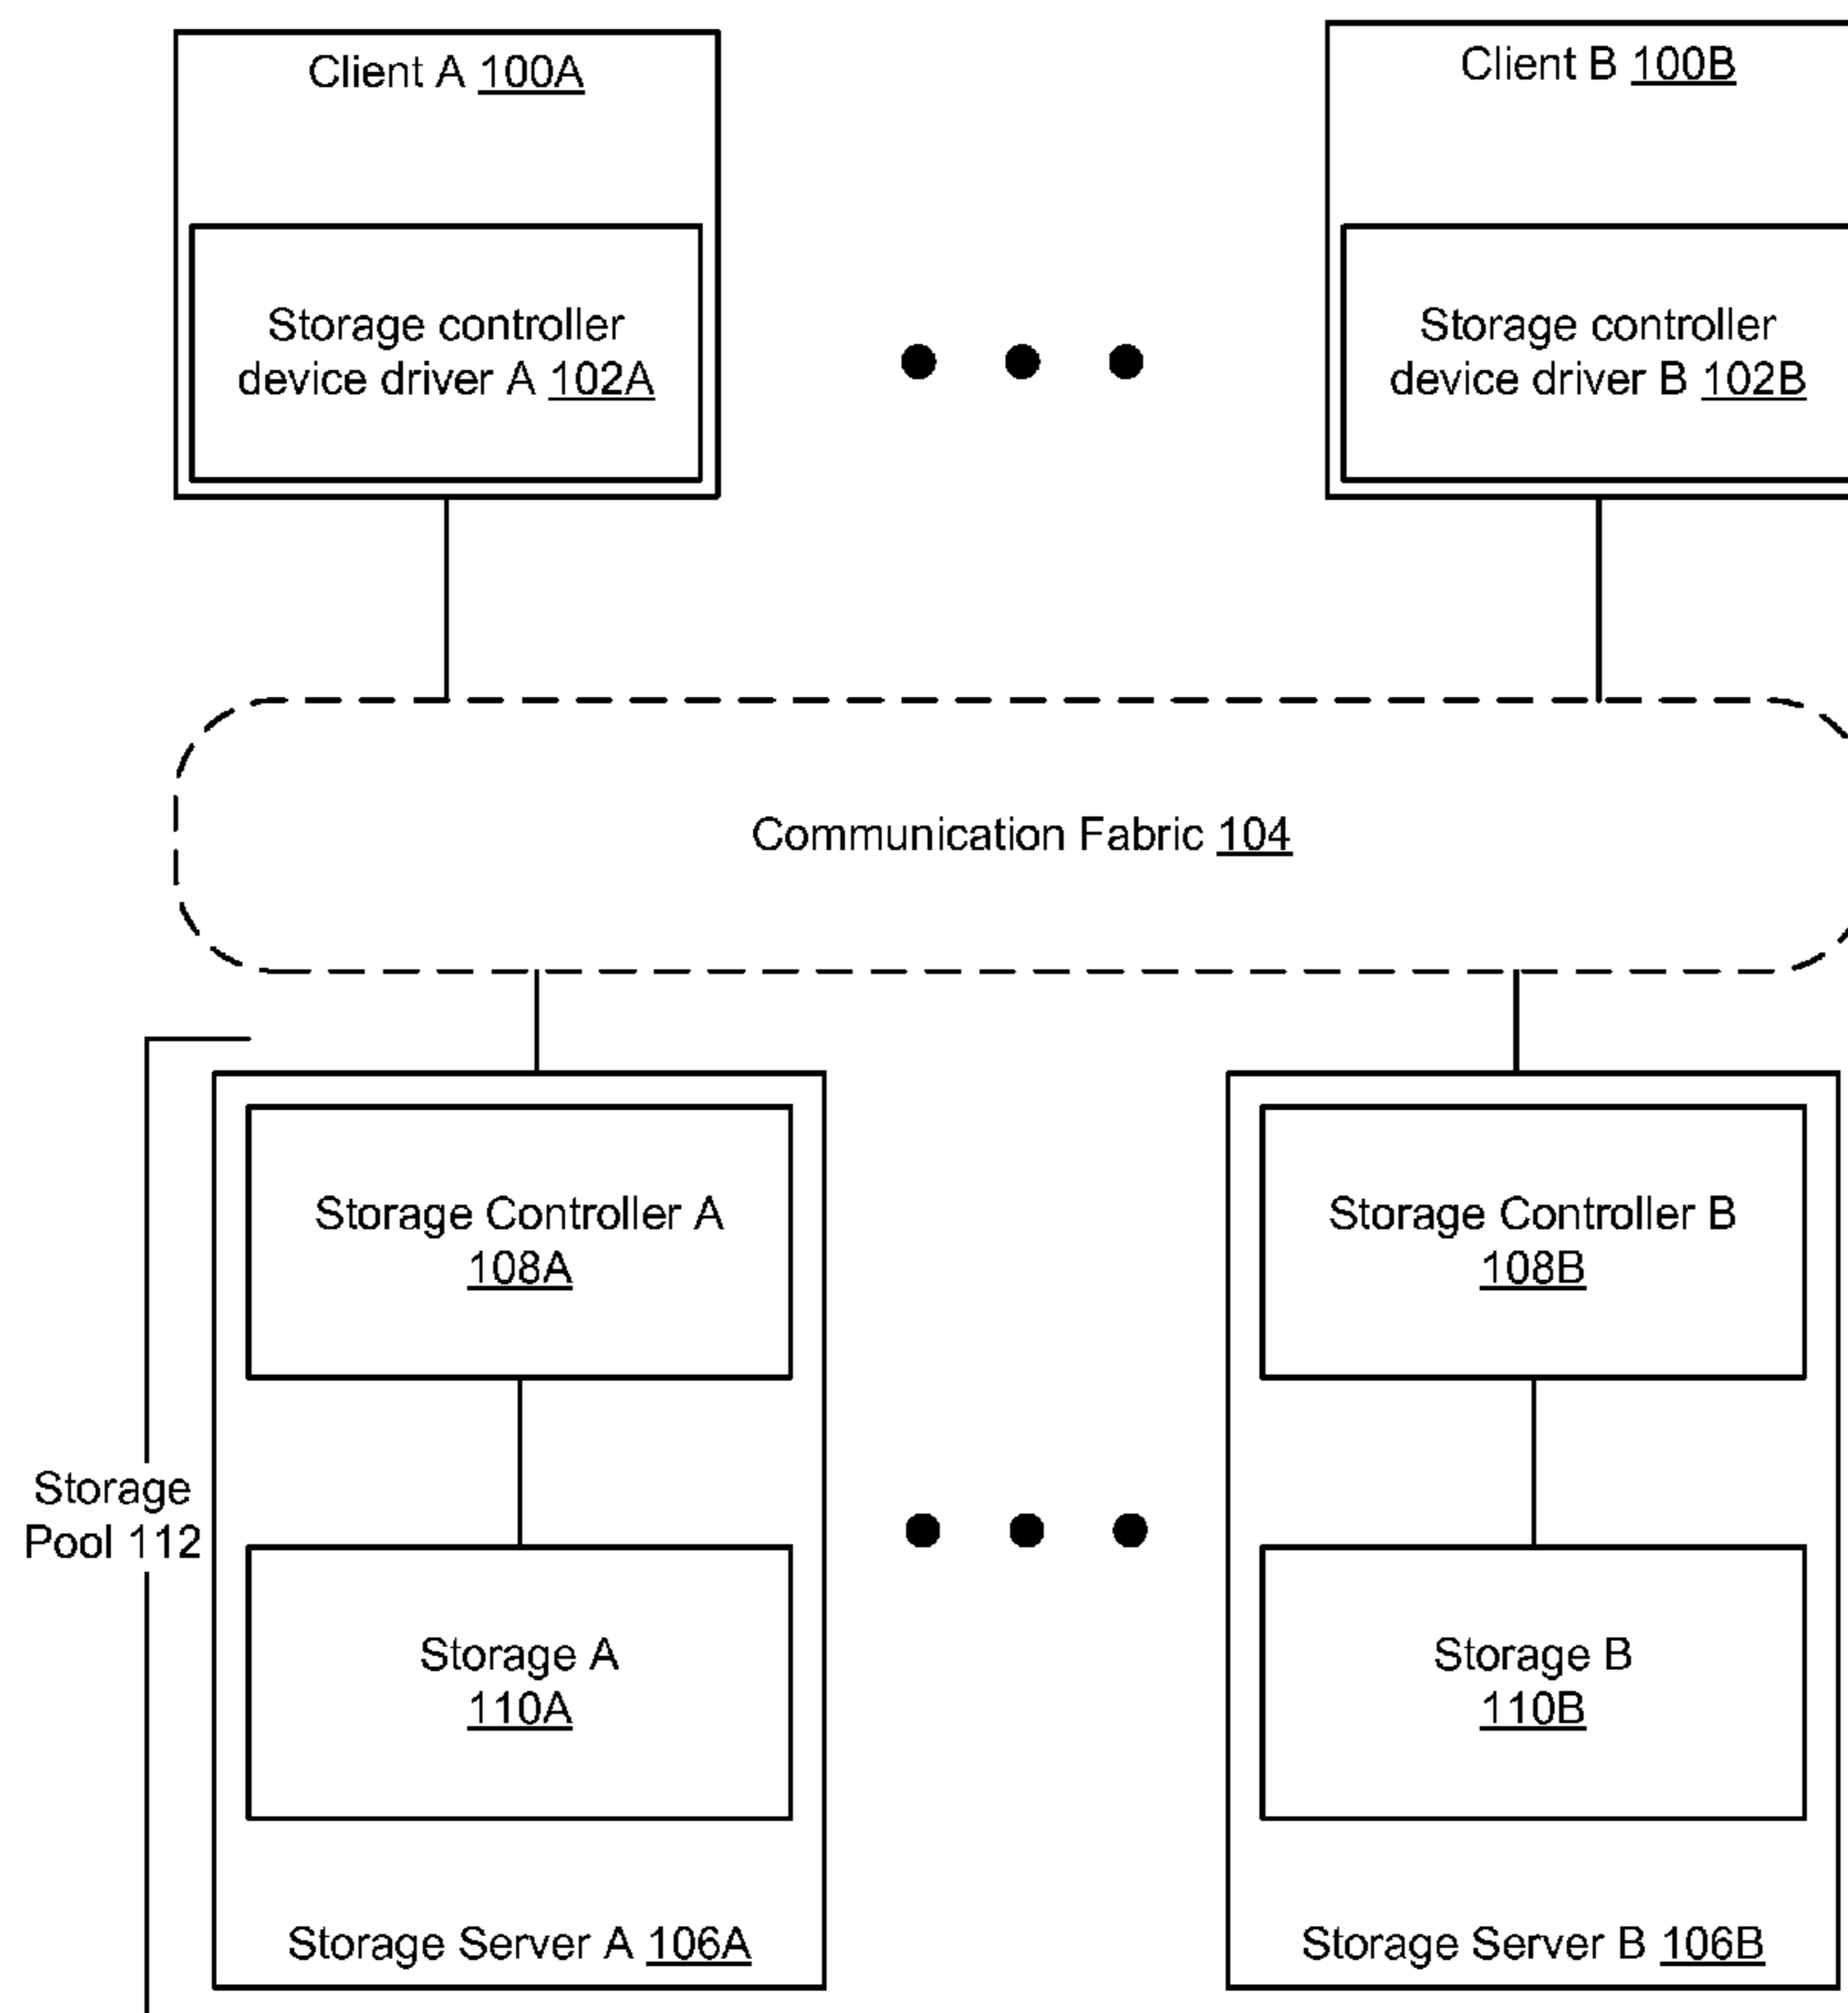 Client A 100A
Client B 100B
Storage controller
device driver A 102A
Storage controller
device driver B 102B
Communication Fabric 104
Storage Controller A
108A
Storage Controller B
108B
Storage
Pool 112
Storage A
110A
Storage B
110B
Storage Server A 106A
Storage Server B 106B